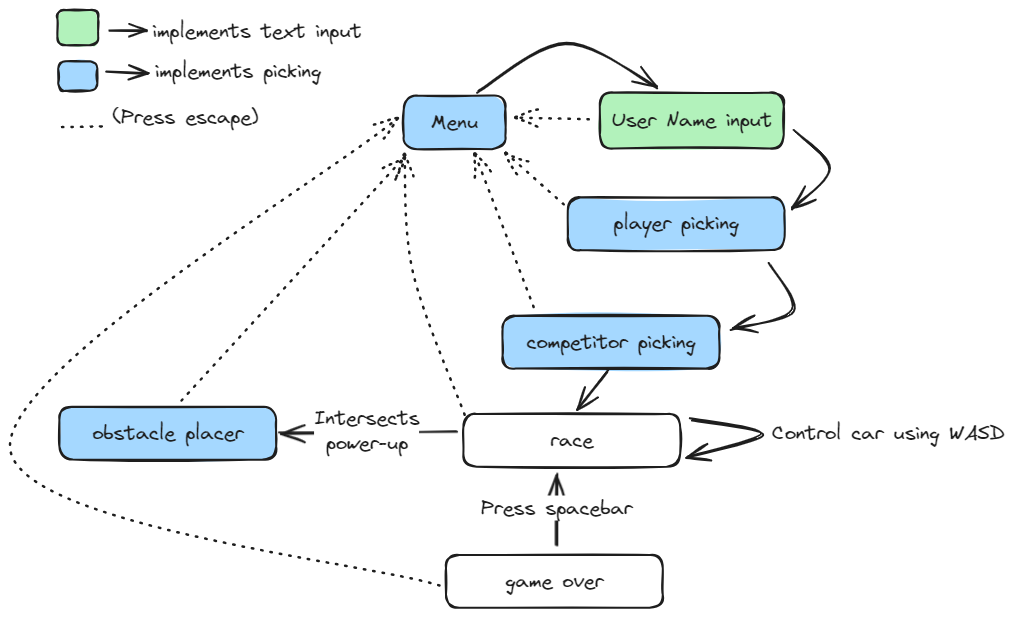 implements text input
implements picking
(Press escape)
Menu
User Name input
player picking
competitor picking
Intersects
power-up
obstacle placer
race
Control car using WASD
Press spacebar
game over